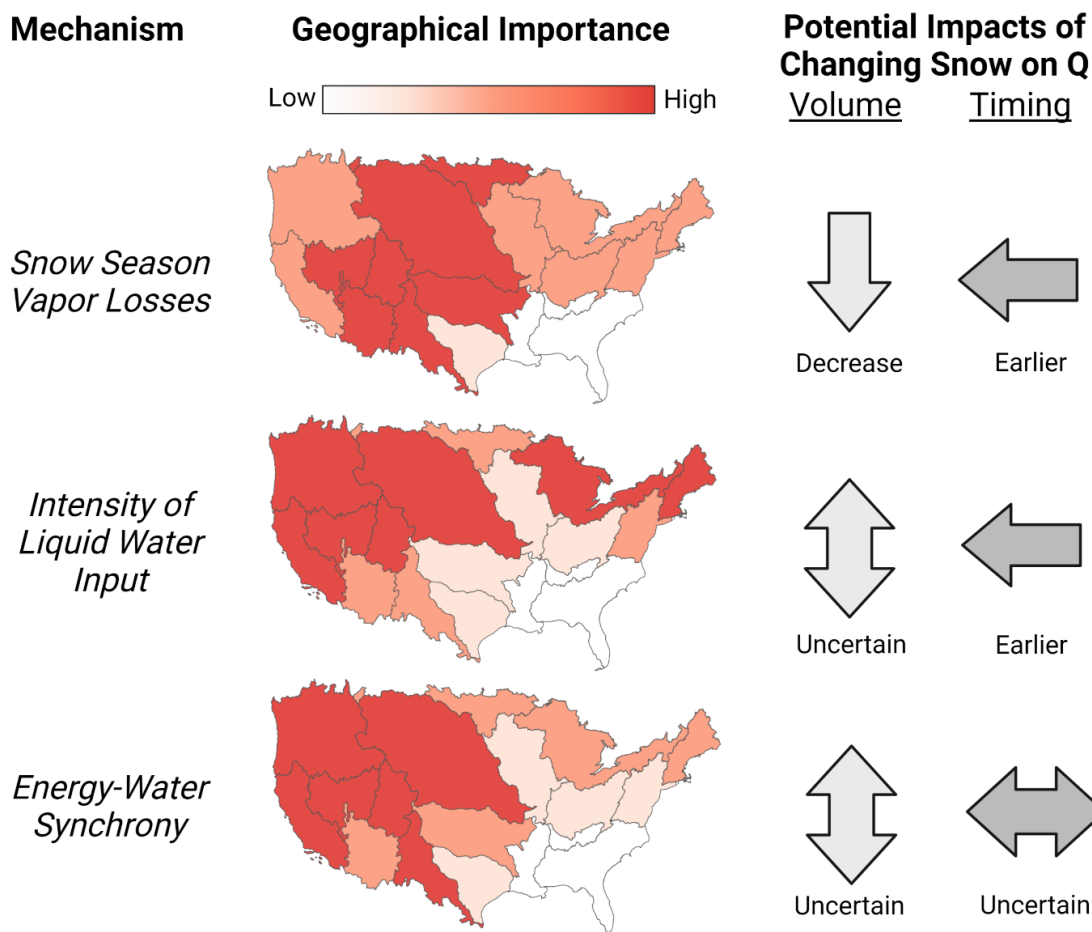 Mechanism
Geographical Importance
Potential Impacts of
Changing Snow on Q
Low
High
Volume
Timing
Snow Season
Vapor Losses
Decrease
Earlier
Intensity of
Liquid Water
Input
Uncertain
Earlier
Energy-Water
Synchrony
Uncertain
Uncertain